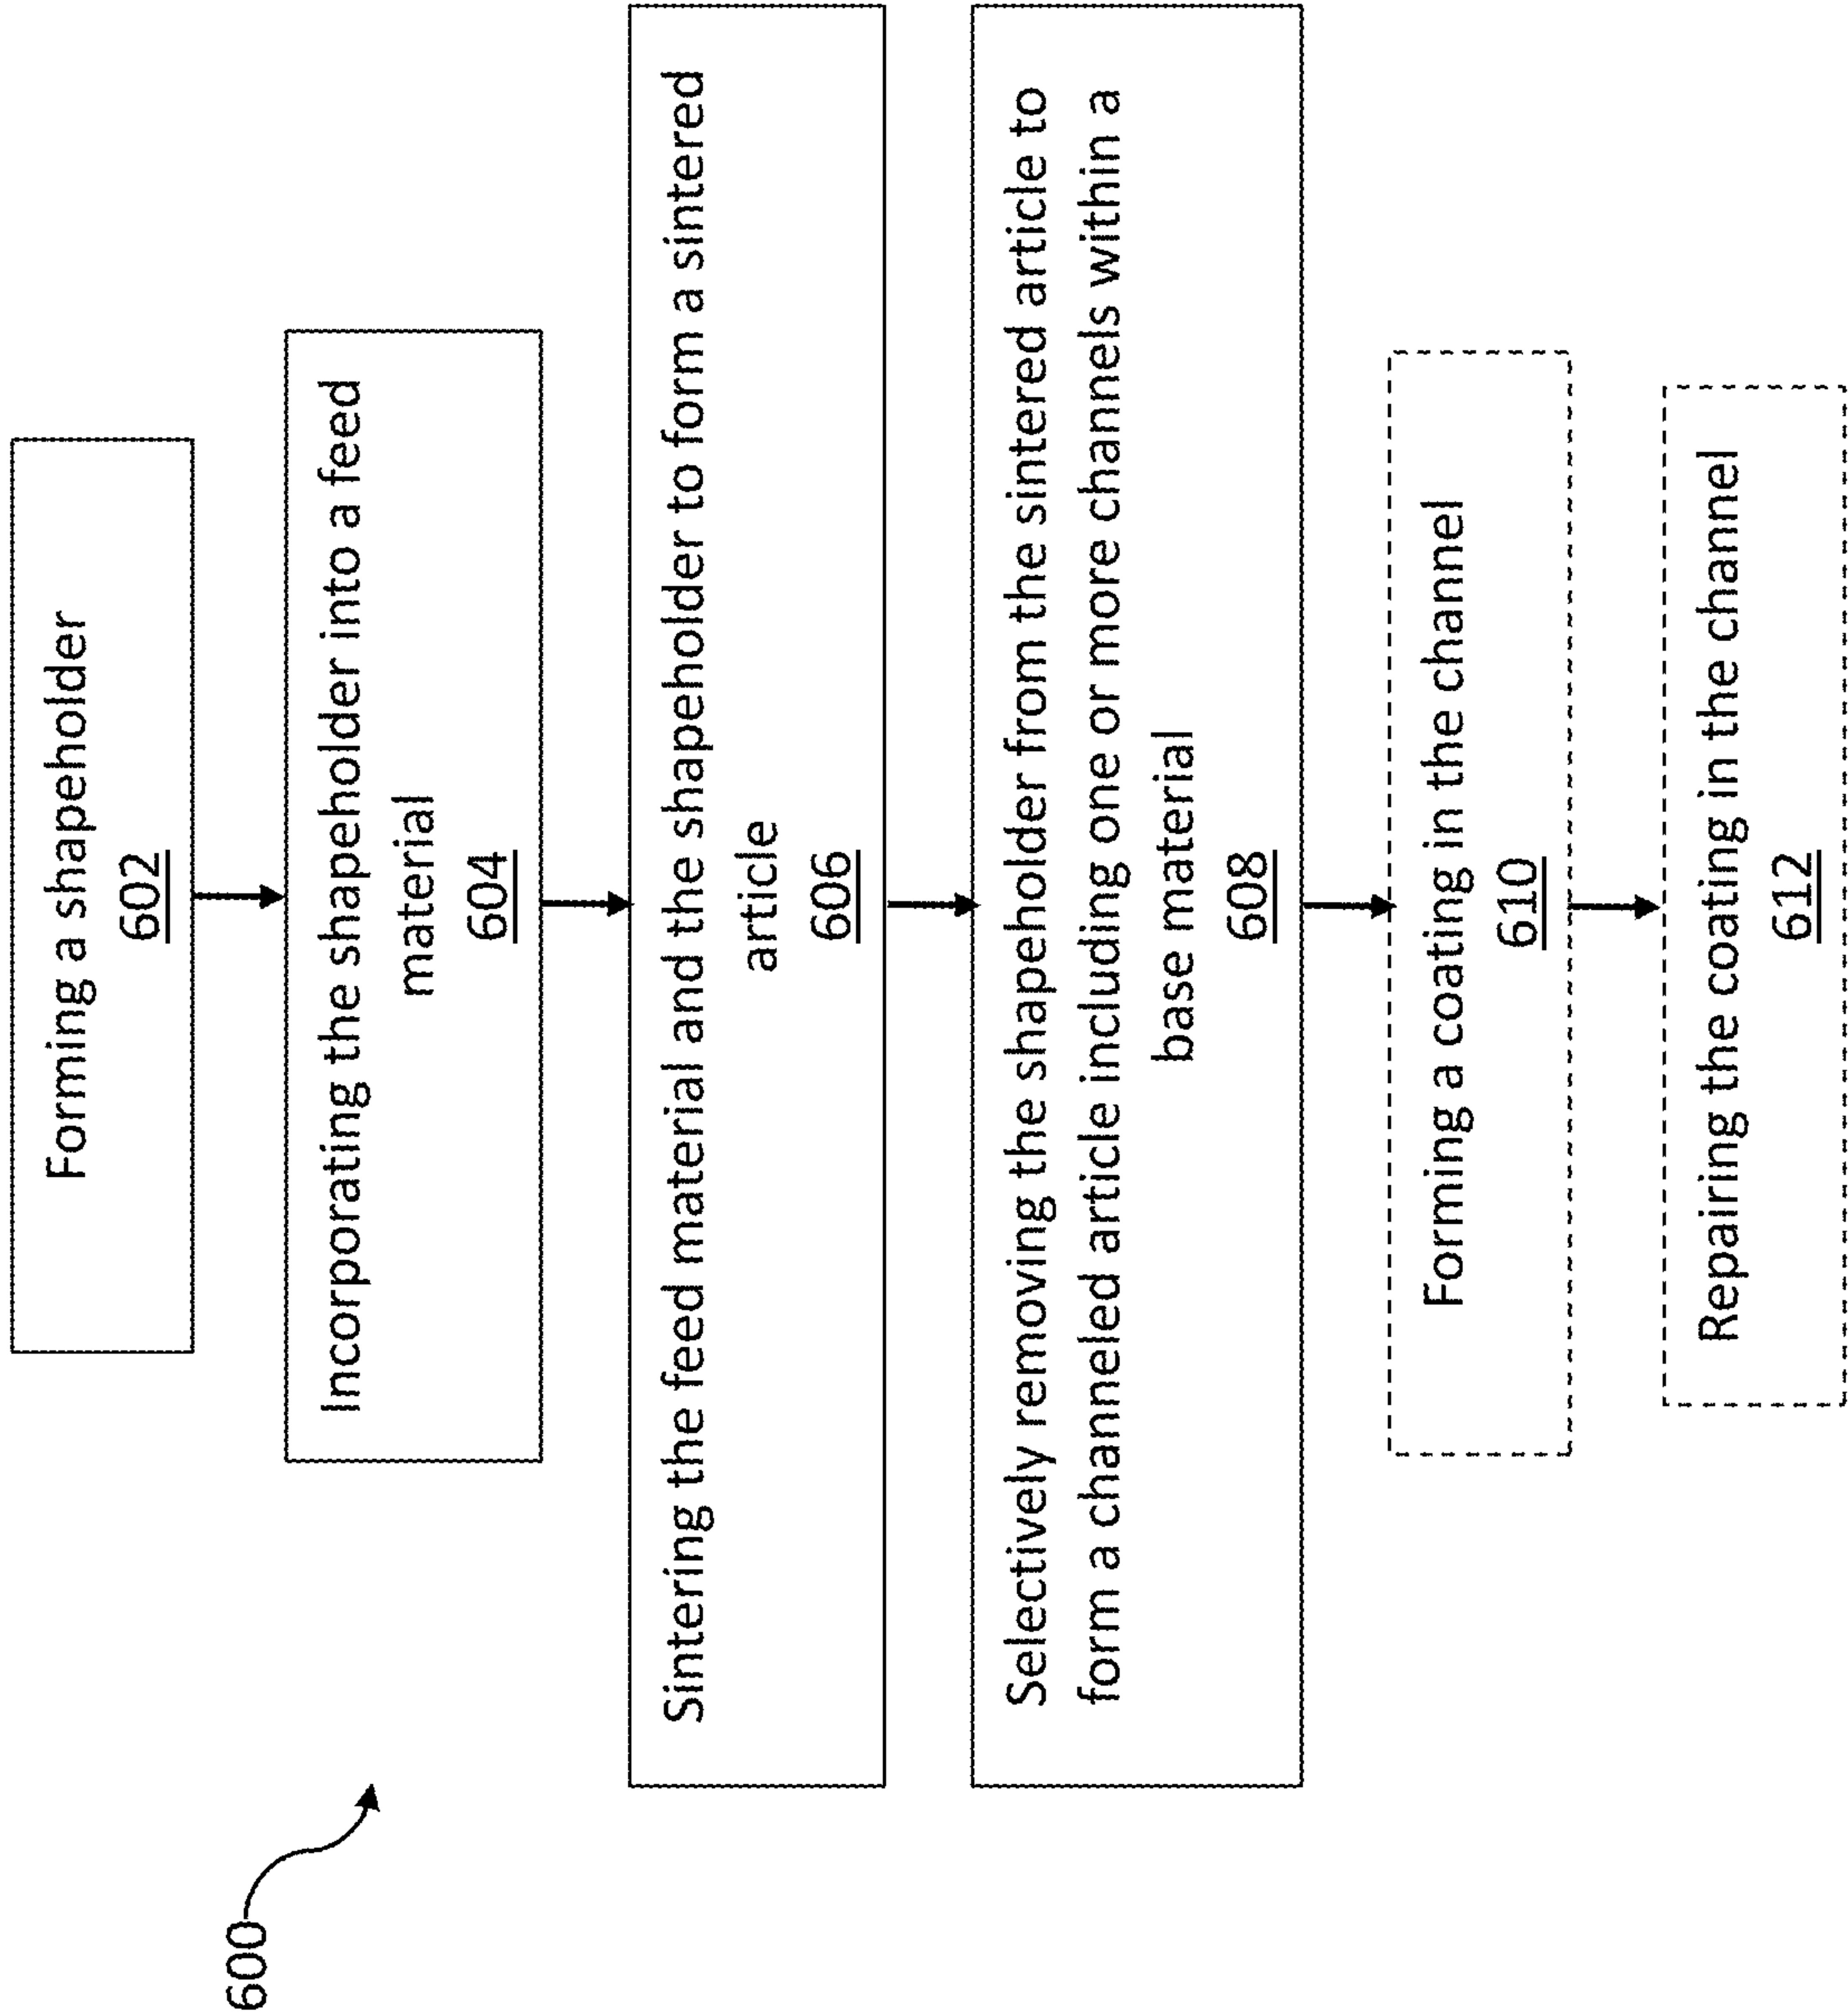 600
Forming a shapeholder
602
Incorporating the shapeholder into a feed
material
604
Sintering the feed material and the shapeholder to form a sintered
article
606
Selectively removing the shapeholder from the sintered article to
form a channeled article including one or more channels within a
base material
608
Forming a coating in the channel
610
Repairing the coating in the channel
612